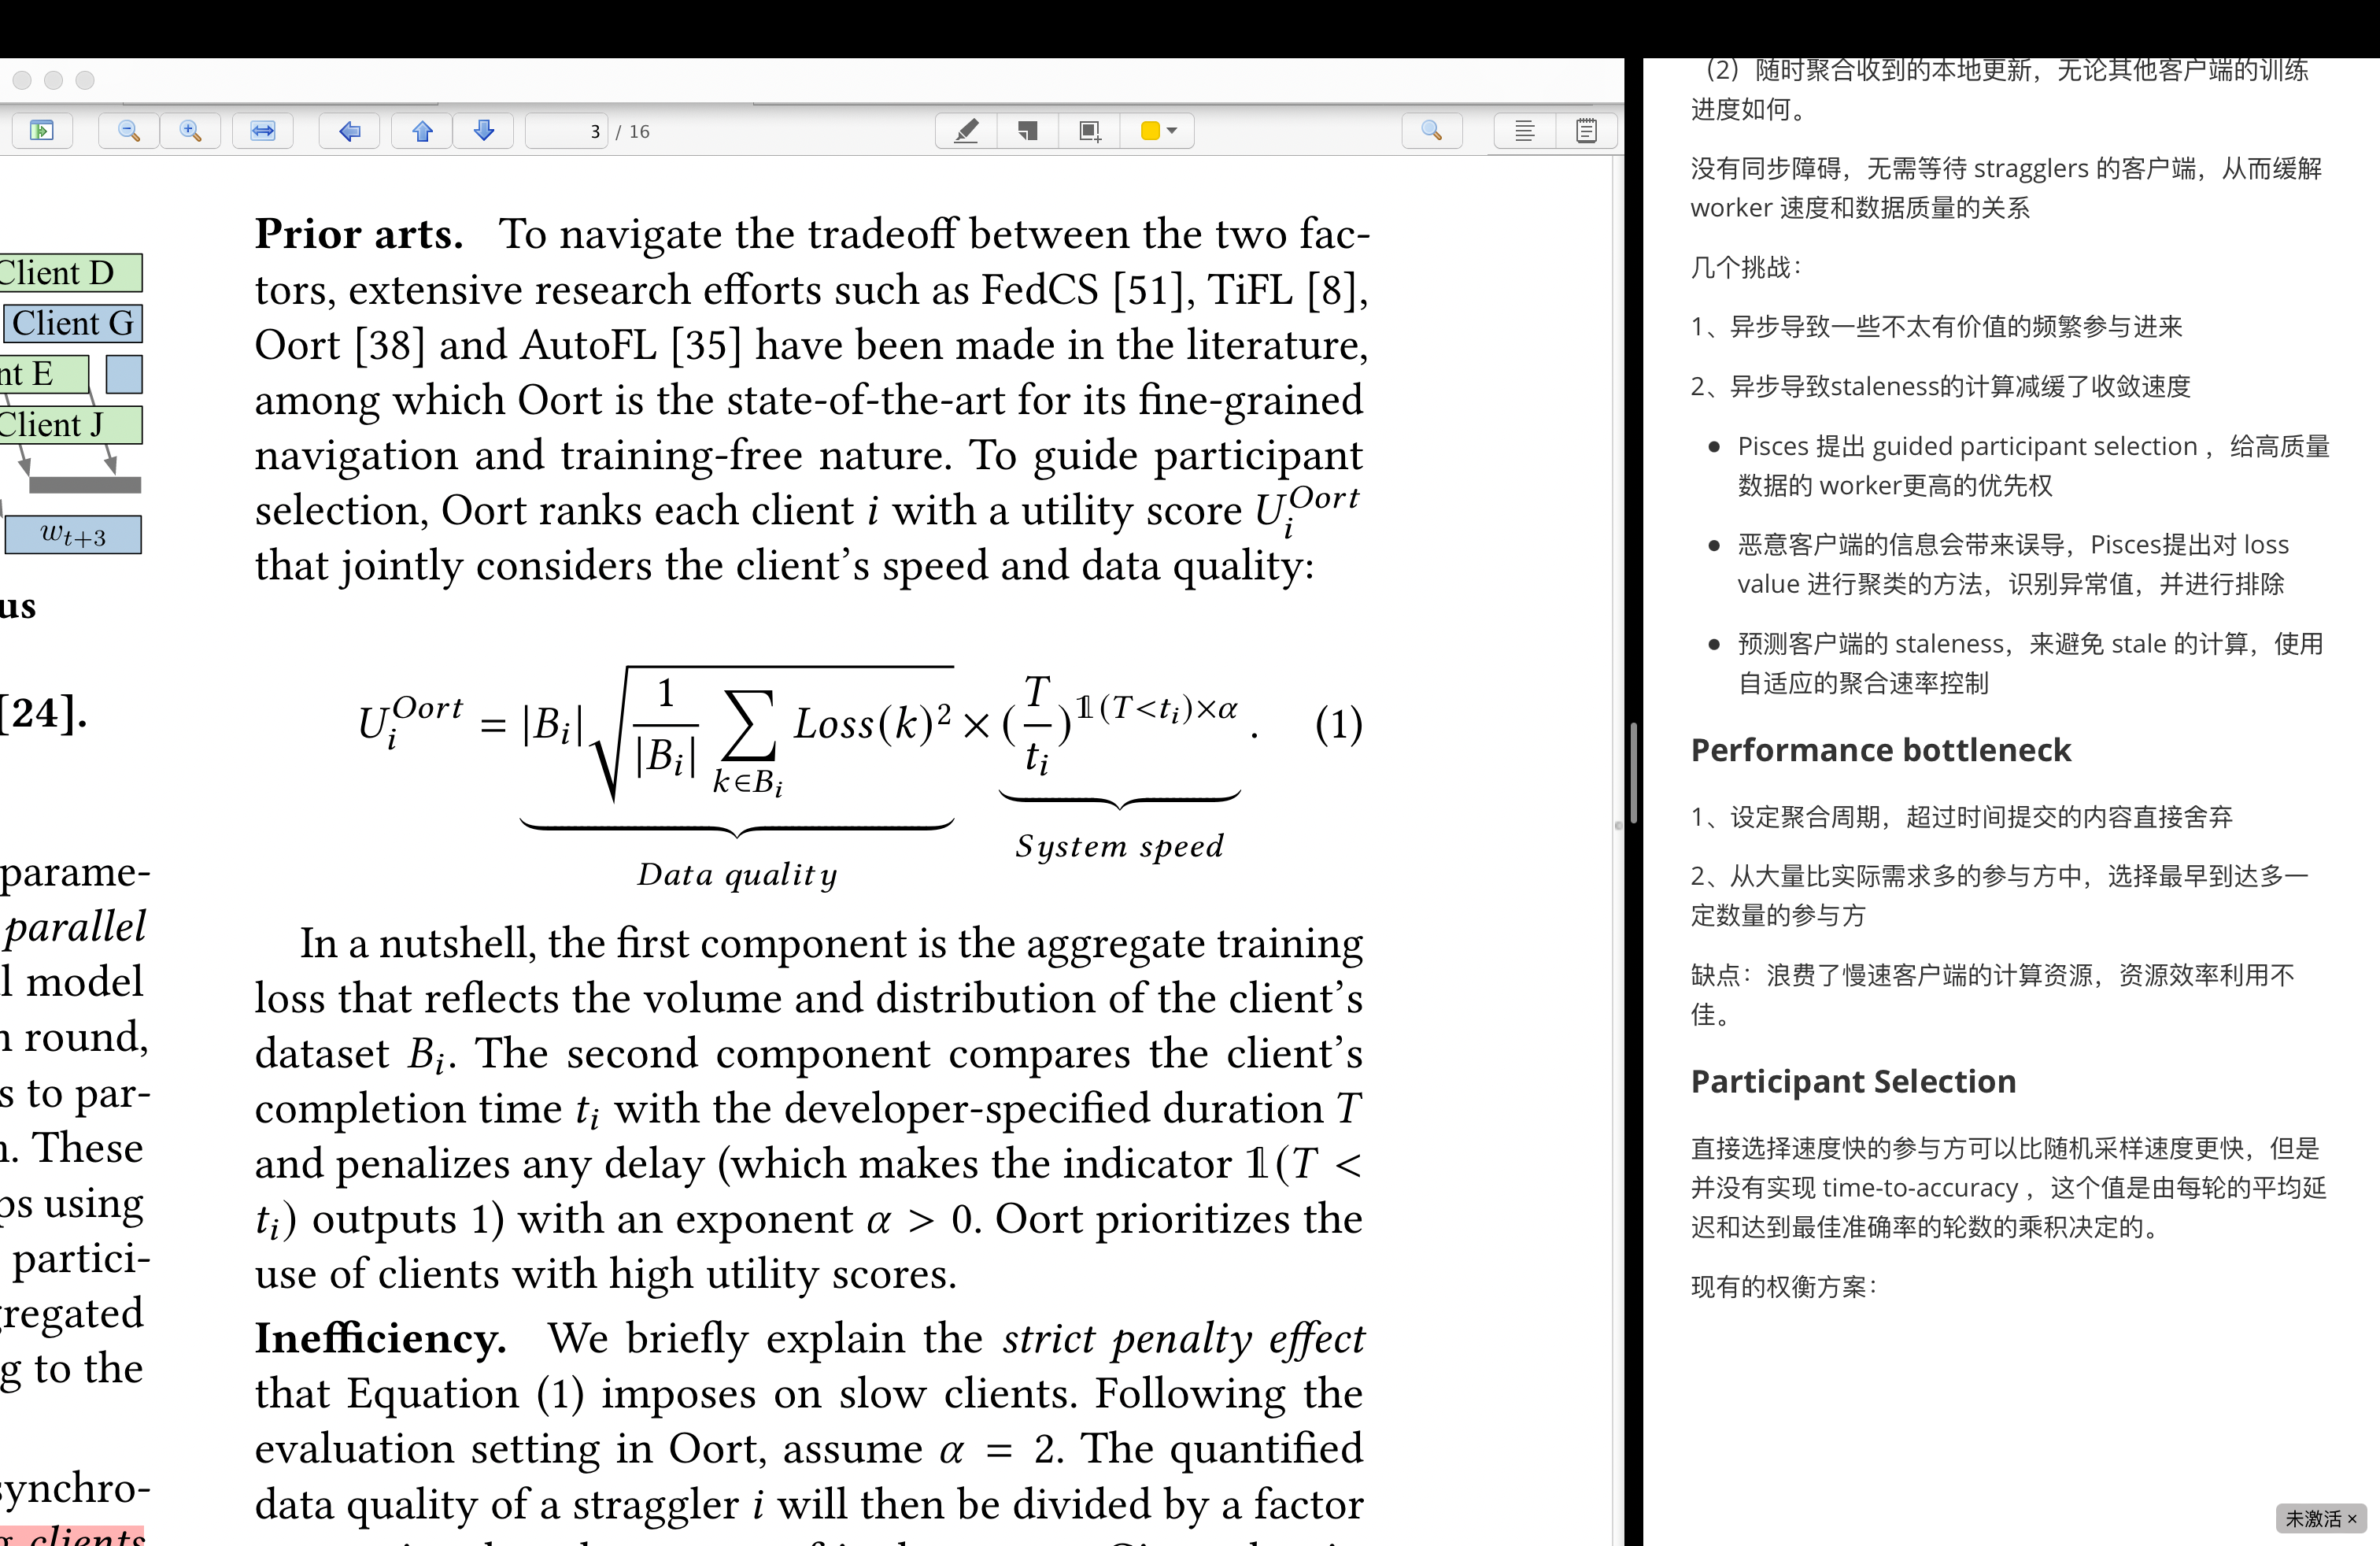 3 / 16
Client D
Client G
nt E
Client J
w_{t+3}
us
[24].
parame-
parallel
l model
n round,
s to par-
n. These
ps using
partici-
gregated
g to the
synchro-
g clients
Prior arts. To navigate the tradeoff between the two fac-
tors, extensive research efforts such as FedCS [51], TiFL [8],
Oort [38] and AutoFL [35] have been made in the literature,
among which Oort is the state-of-the-art for its fine-grained
navigation and training-free nature. To guide participant
selection, Oort ranks each client i with a utility score U_i^{Oort}
that jointly considers the client's speed and data quality:
U_i^{Oort} = |B_i| \sqrt{\frac{1}{|B_i|} \sum_{k∈B_i} Loss(k)^2} × (\frac{T}{t_i})^{𝟙(T<t_i)×α}. (1)
System speed
Data quality
In a nutshell, the first component is the aggregate training
loss that reflects the volume and distribution of the client's
dataset B_i. The second component compares the client's
completion time t_i with the developer-specified duration T
and penalizes any delay (which makes the indicator 𝟙(T <
t_i) outputs 1) with an exponent α > 0. Oort prioritizes the
use of clients with high utility scores.
Inefficiency. We briefly explain the strict penalty effect
that Equation (1) imposes on slow clients. Following the
evaluation setting in Oort, assume α = 2. The quantified
data quality of a straggler i will then be divided by a factor
（2）随时聚合收到的本地更新，无论其他客户端的训练
进度如何。
没有同步障碍，无需等待 stragglers 的客户端，从而缓解
worker 速度和数据质量的关系
几个挑战：
1、异步导致一些不太有价值的频繁参与进来
2、异步导致staleness的计算减缓了收敛速度
● Pisces 提出 guided participant selection ，给高质量
数据的 worker更高的优先权
● 恶意客户端的信息会带来误导，Pisces提出对 loss
value 进行聚类的方法，识别异常值，并进行排除
● 预测客户端的 staleness，来避免 stale 的计算，使用
自适应的聚合速率控制
Performance bottleneck
1、设定聚合周期，超过时间提交的内容直接舍弃
2、从大量比实际需求多的参与方中，选择最早到达多一
定数量的参与方
缺点：浪费了慢速客户端的计算资源，资源效率利用不
佳。
Participant Selection
直接选择速度快的参与方可以比随机采样速度更快，但是
并没有实现 time-to-accuracy ，这个值是由每轮的平均延
迟和达到最佳准确率的轮数的乘积决定的。
现有的权衡方案：
未激活 ×